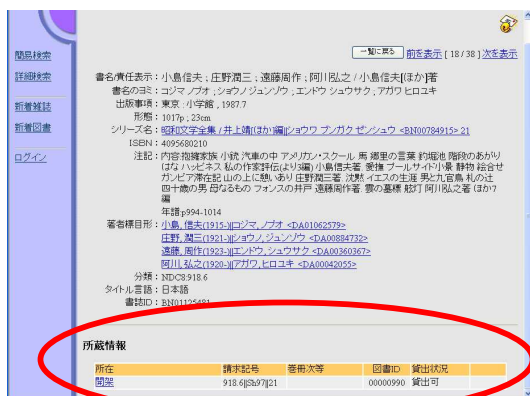 一覧に戻る 前を表示 [ 18 / 38 ] 次を表示
簡易検索
詳細検索
新着雑誌
新着図書
ログイン
書名/責任表示 : 小島信夫 ; 庄野潤三 ; 遠藤周作 ; 阿川弘之 / 小島信夫[ほか]著
書名のヨミ : コジマ ノブオ ; ショウノ ジュンゾウ ; エンドウ シュウサク ; アガワ ヒロユキ
出版事項 : 東京 : 小学館 , 1987.7
形態 : 1017p ; 23cm
シリーズ名 : 昭和文学全集 / 井上靖[ほか]編||ショウワ ブンガク ゼンシュウ <BN00784915> 21
ISBN : 4095680210
注記 : 内容:抱擁家族 小銃 汽車の中 アメリカン・スクール 馬 郷里の言葉 釣堀池 階段のあがり
はな ハッピネス 私の作家評伝(より3編) 小島信夫著. 愛撫 プールサイド小景 静物 絵合せ
ガンビア滞在記 山の上に憩いあり 庄野潤三著. 沈黙 イエスの生涯 男と九官鳥 札の辻
四十歳の男 母なるもの フォンスの井戸 遠藤周作著. 雲の墓標 舷灯 阿川弘之著 ほか7
編
年譜:p994-1014
著者標目形 : 小島, 信夫(1915-)||コジマ, ノブオ <DA01062579>
庄野, 潤三(1921-)||ショウノ, ジュンゾウ <DA00884732>
遠藤, 周作(1923-)||エンドウ, シュウサク <DA00360367>
阿川, 弘之(1920-)||アガワ, ヒロユキ <DA00042055>
分類 : NDC8:918.6
タイトル言語 : 日本語
書誌ID : BN01125481
所蔵情報
所在 請求記号 巻冊次等 図書ID 貸出状況
開架 918.6||Sh97||21 00000990 貸出可